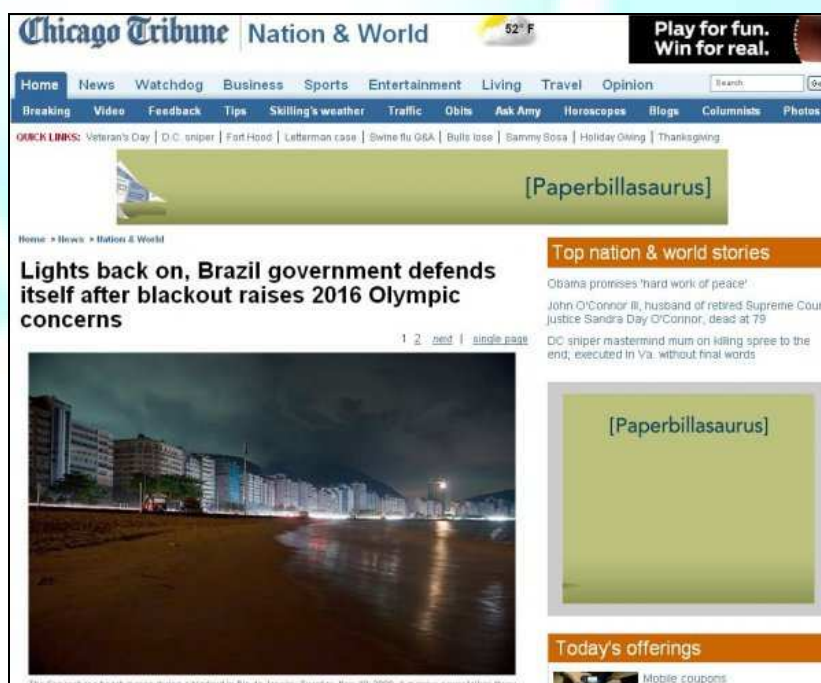 Chicago Tribune Nation & World 52° F
Play for fun.
Win for real.
Home News Watchdog Business Sports Entertainment Living Travel Opinion Search
Breaking Video Feedback Tips Skilling's weather Traffic Obits Ask Amy Horoscopes Blogs Columnists Photos
QUICK LINKS: Veteran's Day | D.C. sniper | Fort Hood | Letterman case | Swine flu Q&A | Bulls lose | Sammy Sosa | Holiday Giving | Thanksgiving
[Paperbillasaurus]
Home > News > Nation & World
Lights back on, Brazil government defends
itself after blackout raises 2016 Olympic
concerns
1 2 next | single page
Top nation & world stories
Obama promises 'hard work of peace'
John O'Connor III, husband of retired Supreme Cour
justice Sandra Day O'Connor, dead at 79
DC sniper mastermind mum on killing spree to the
end; executed in Va. without final words
[Paperbillasaurus]
Today's offerings
Mobile coupons